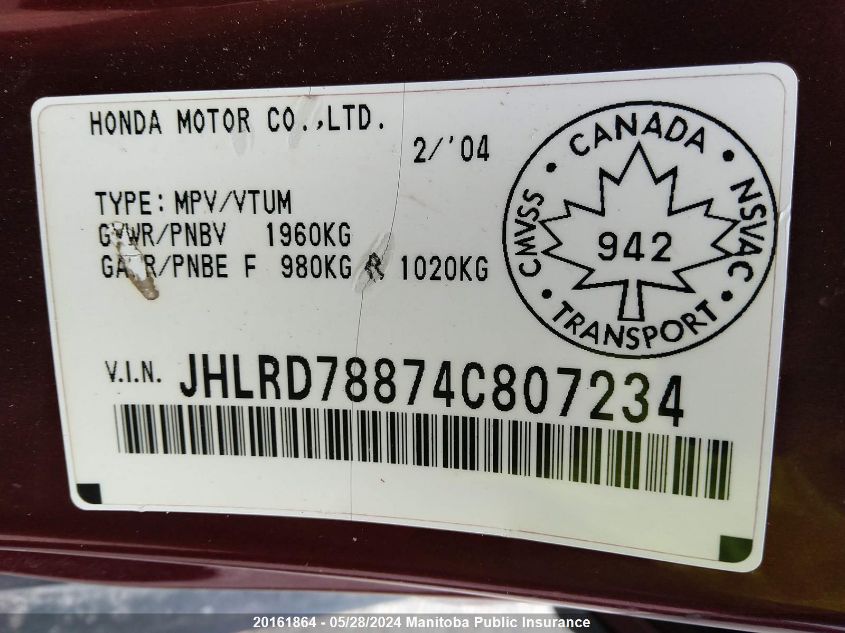 HONDA MOTOR CO.,LTD.
2/'04
TYPE: MPV/VTUM
GVWR/PNBV 1960KG
GAWR/PNBE F 980KG R 1020KG
CANADA
CMVSS
942
NSVAC
TRANSPORT
V.I.N. JHLRD78874C807234
20161864 / 05/28/2024 Manitoba Public Insurance